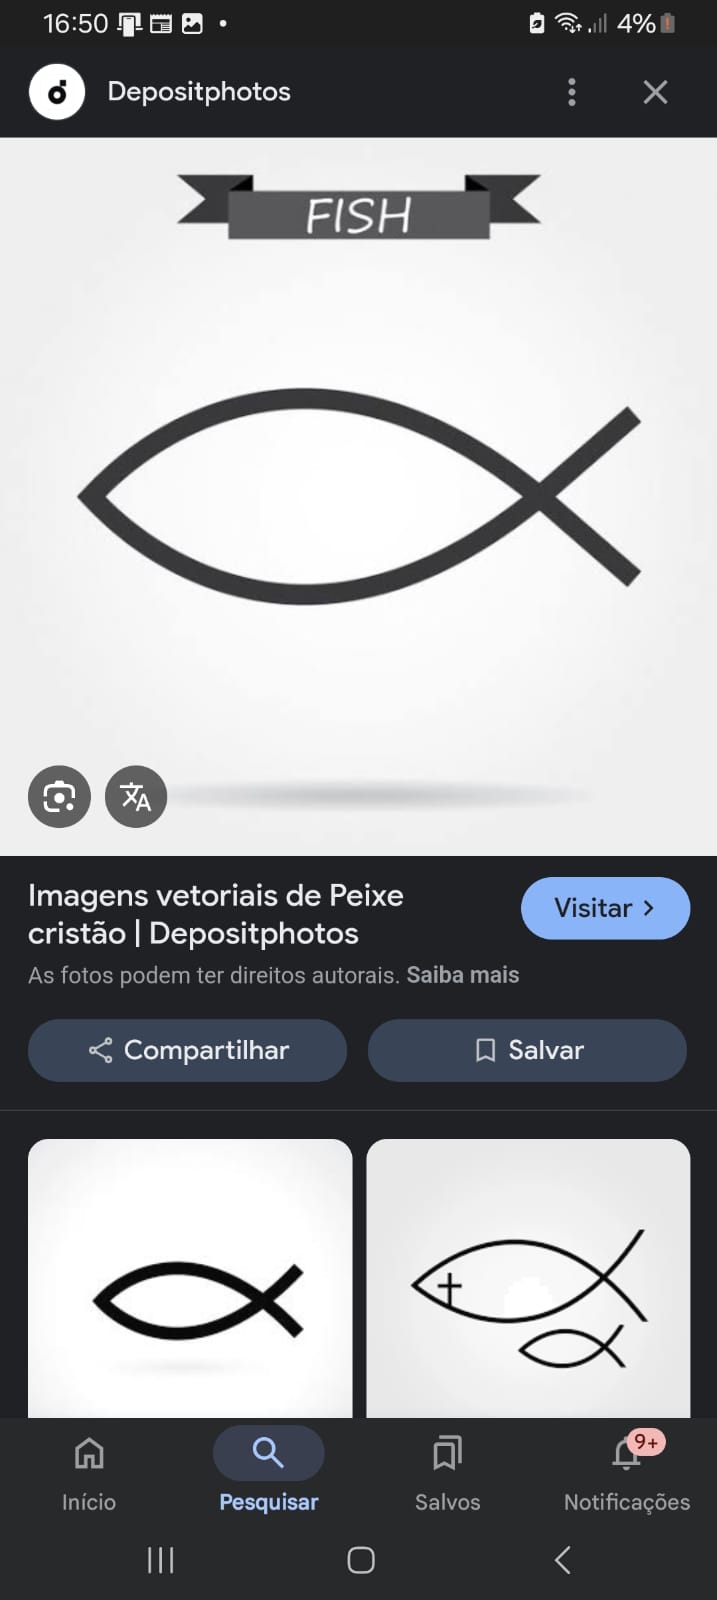 16:50
4%
Depositphotos
FISH
Imagens vetoriais de Peixe
cristão | Depositphotos
Visitar
As fotos podem ter direitos autorais. Saiba mais
Compartilhar
Salvar
9+
Início
Pesquisar
Salvos
Notificações